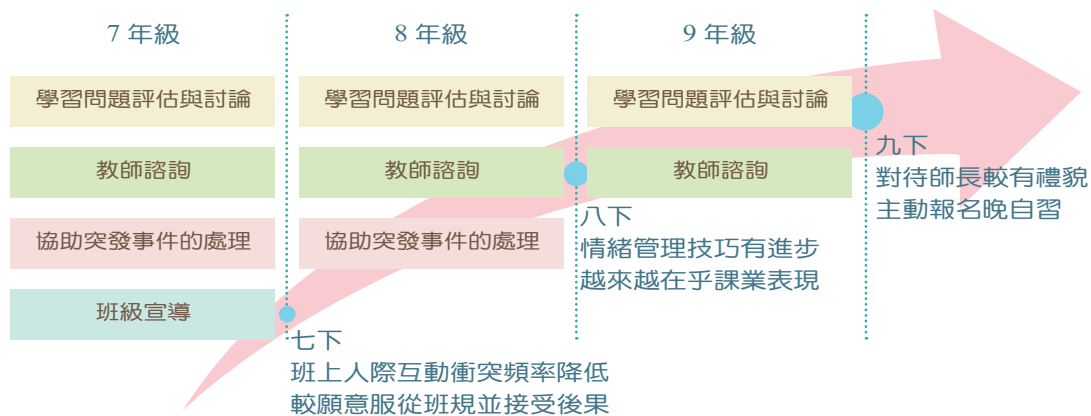 7 年級
學習問題評估與討論
教師諮詢
協助突發事件的處理
班級宣導
七下
班上人際互動衝突頻率降低
較願意服從班規並接受後果
8 年級
學習問題評估與討論
教師諮詢
協助突發事件的處理
八下
情緒管理技巧有進步
越來越在乎課業表現
9 年級
學習問題評估與討論
教師諮詢
九下
對待師長較有禮貌
主動報名晚自習